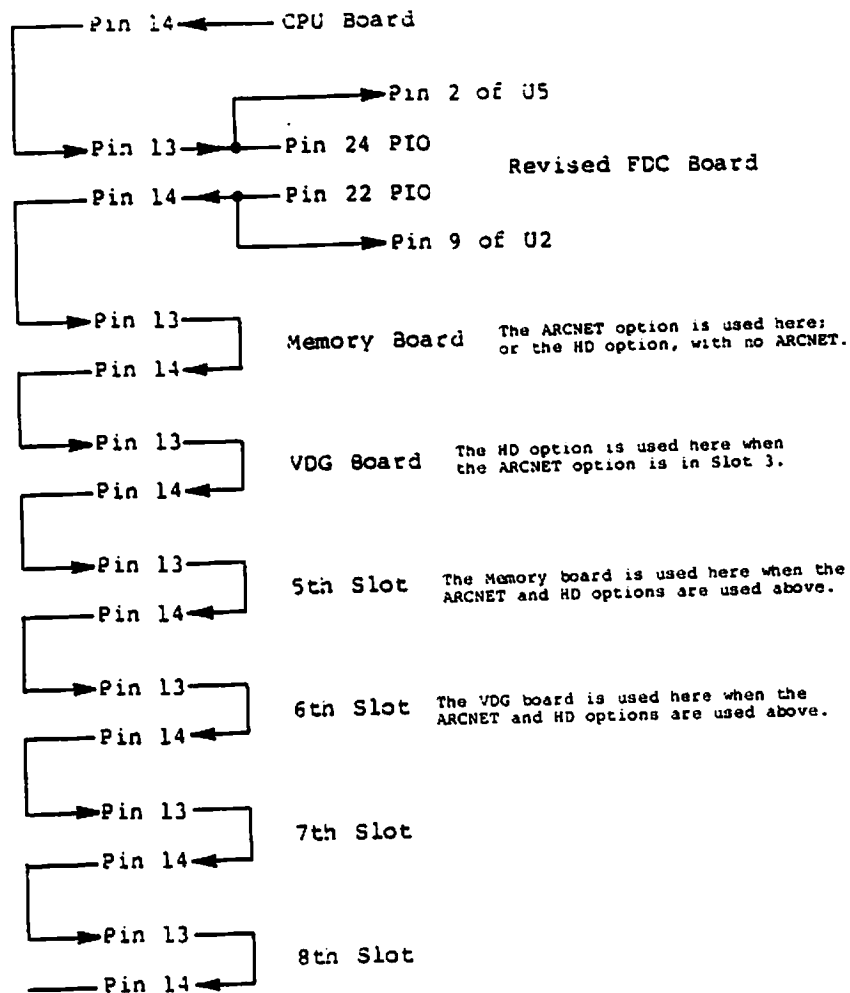 Pin 14 CPU Board
Pin 2 of U5
Pin 13 Pin 24 PIO
Revised FDC Board
Pin 14 Pin 22 PIO
Pin 9 of U2
Pin 13
Memory Board
The ARCNET option is used here;
or the HD option, with no ARCNET.
Pin 14
Pin 13
VDG Board
The HD option is used here when
the ARCNET option is in Slot 3.
Pin 14
Pin 13
5th Slot
The Memory board is used here when the
ARCNET and HD options are used above.
Pin 14
Pin 13
6th Slot
The VDG board is used here when the
ARCNET and HD options are used above.
Pin 14
Pin 13
7th Slot
Pin 14
Pin 13
8th Slot
Pin 14